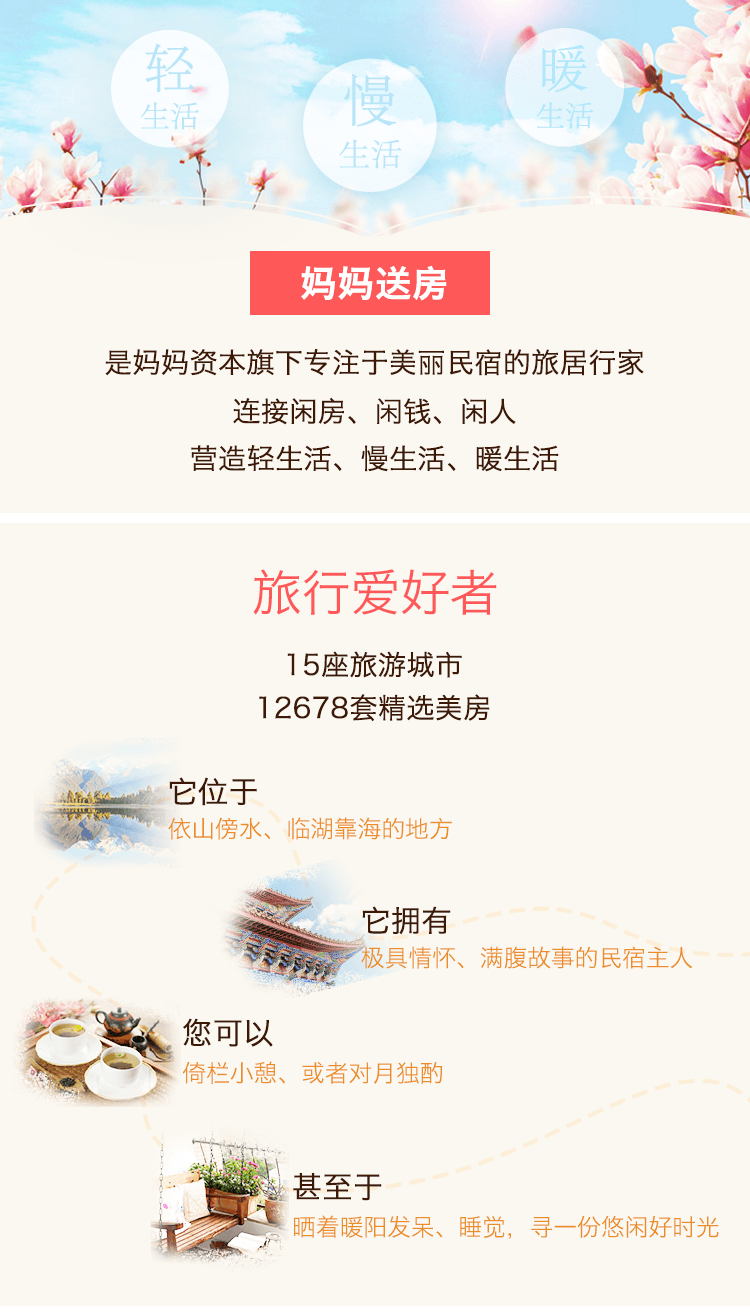 轻
生活
慢
生活
暖
生活
妈妈送房
是妈妈资本旗下专注于美丽民宿的旅居行家
连接闲房、闲钱、闲人
营造轻生活、慢生活、暖生活
旅行爱好者
15座旅游城市
12678套精选美房
它位于
依山傍水、临湖靠海的地方
它拥有
极具情怀、满腹故事的民宿主人
您可以
倚栏小憩、或者对月独酌
甚至于
晒着暖阳发呆、睡觉，寻一份悠闲好时光